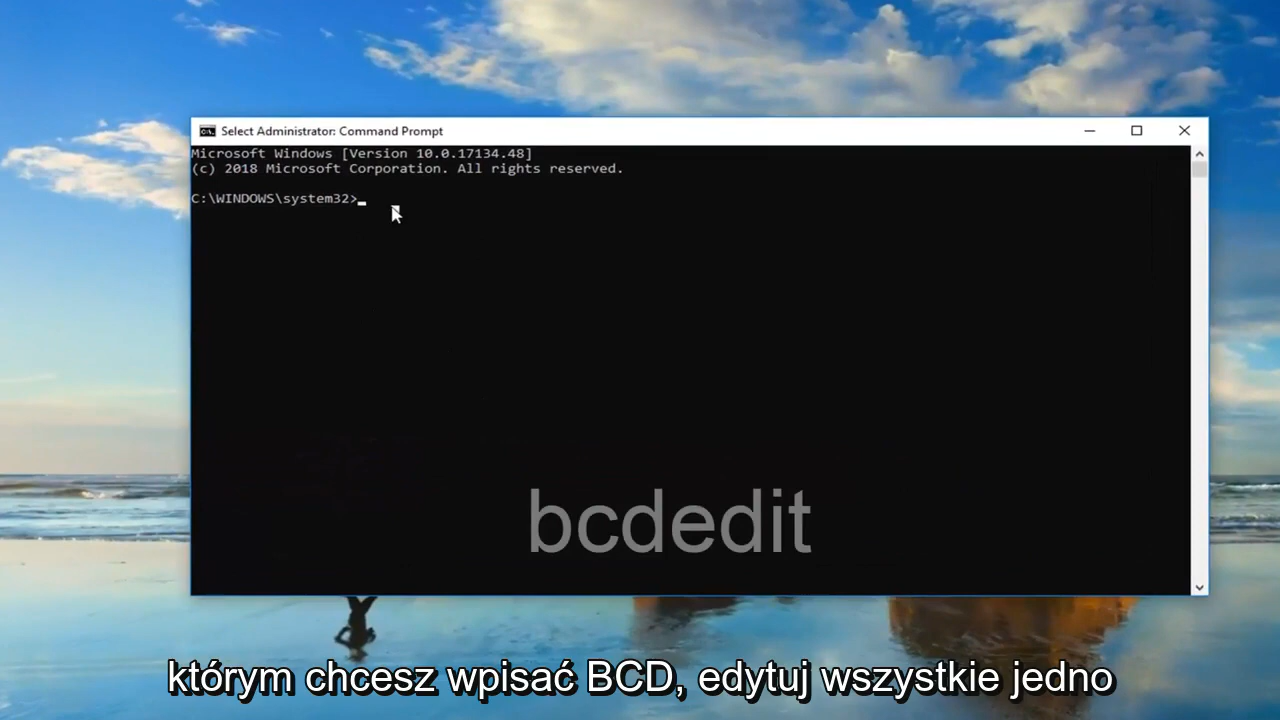 Select Administrator: Command Prompt
Microsoft Windows [Version 10.0.17134.48]
(c) 2018 Microsoft Corporation. All rights reserved.
C:\WINDOWS\system32>
bcdedit
którym chcesz wpisać BCD, edytuj wszystkie jedno